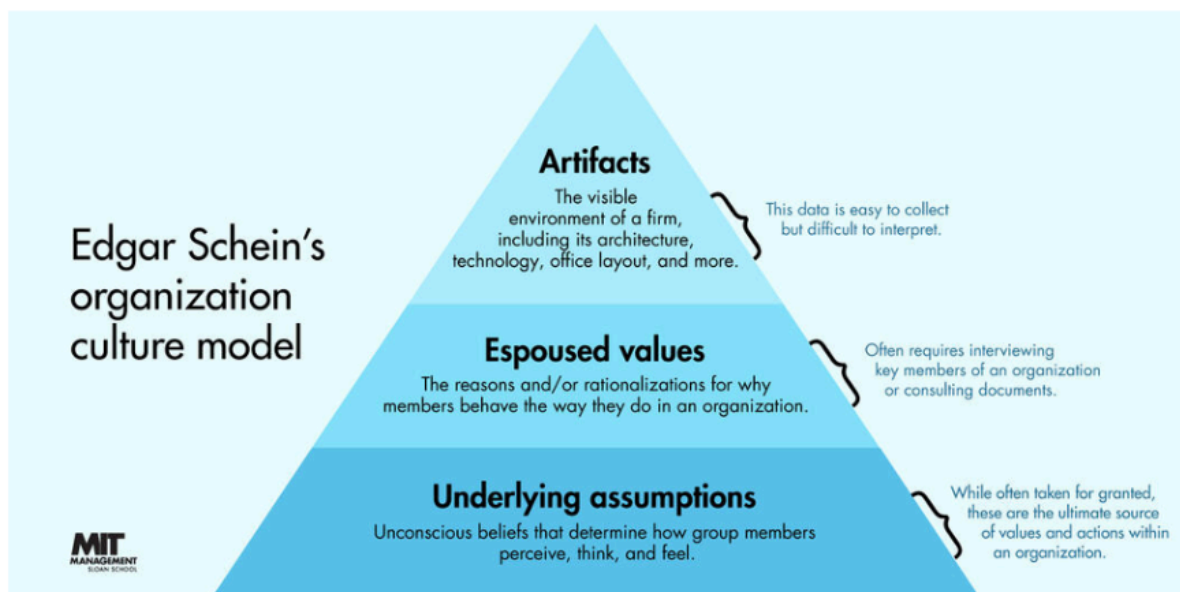 Edgar Schein's
organization
culture model
Artifacts
The visible
environment of a firm,
including its architecture,
technology, office layout, and more.
This data is easy to collect
but difficult to interpret.
Espoused values
The reasons and/or rationalizations for why
members behave the way they do in an organization.
Often requires interviewing
key members of an organization
or consulting documents.
Underlying assumptions
Unconscious beliefs that determine how group members
perceive, think, and feel.
While often taken for granted,
these are the ultimate source
of values and actions within
an organization.
MIT
MANAGEMENT
SLOAN SCHOOL